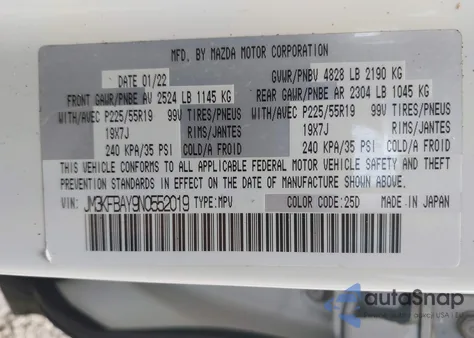 MFD. BY MAZDA MOTOR CORPORATION
DATE 01/22 GVWR/PNBV 4828 LB 2190 KG
FRONT GAWR/PNBE AV 2524 LB 1145 KG REAR GAWR/PNBE AR 2304 LB 1045 KG
WITH/AVEC P225/55R19 99V TIRES/PNEUS WITH/AVEC P225/55R19 99V TIRES/PNEUS
19X7J RIMS/JANTES 19X7J RIMS/JANTES
240 KPA/35 PSI COLD/A FROID 240 KPA/35 PSI COLD/A FROID
THIS VEHICLE CONFORMS TO ALL APPLICABLE FEDERAL MOTOR VEHICLE SAFETY AND THEFT
PREVENTION STANDARDS IN EFFECT ON THE DATE OF MANUFACTURE SHOWN ABOVE.
VIN: JM3KFBAY9N0552019 TYPE:MPV COLOR CODE:25D MADE IN JAPAN
autoSnap